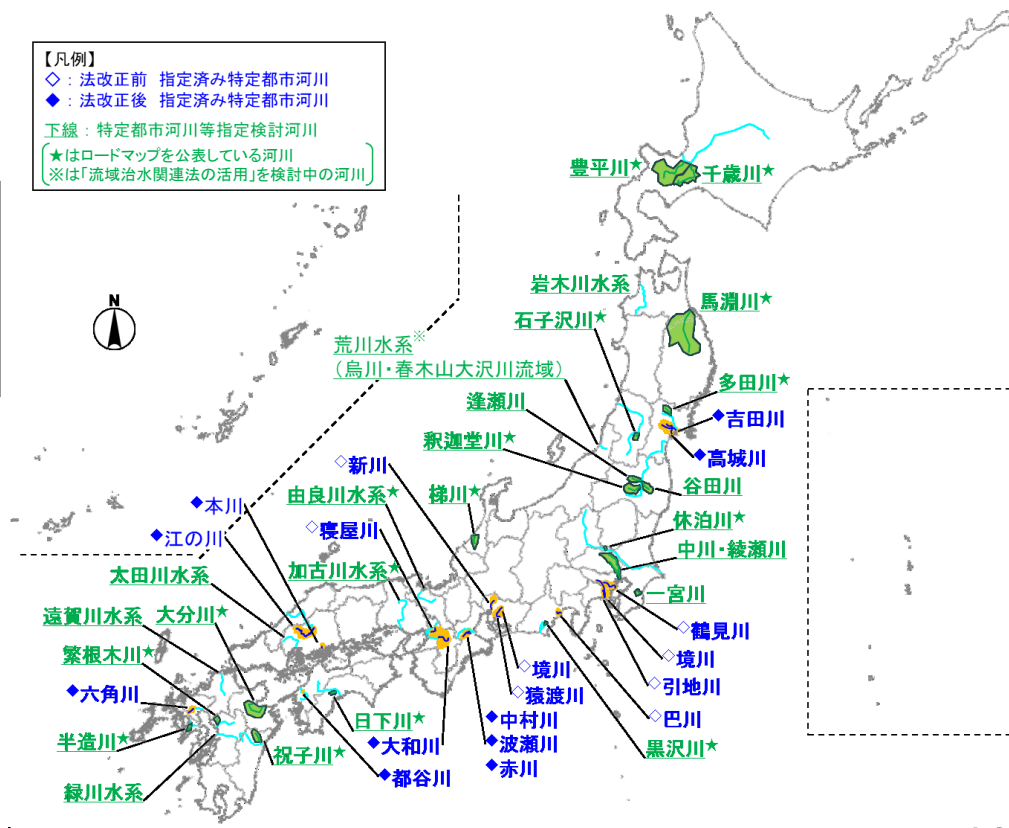 【凡例】
◇：法改正前 指定済み特定都市河川
◆：法改正後 指定済み特定都市河川
下線：特定都市河川等指定検討河川
★はロードマップを公表している河川
※は「流域治水関連法の活用」を検討中の河川
豊平川★
千歳川★
N
岩木川水系
馬淵川★
石子沢川★
荒川水系※
（烏川・春木山大沢川流域）
多田川★
逢瀬川
◆吉田川
釈迦堂川★
◆高城川
◇新川
谷田川
由良川水系★
梯川★
◆本川
休泊川★
◇寝屋川
◆江の川
中川・綾瀬川
加古川水系★
太田川水系
一宮川
遠賀川水系
大分川★
◇鶴見川
繁根木川★
◇境川
◇境川
◆六角川
◇引地川
◇猿渡川
日下川★
◆中村川
◇巴川
半造川★
◆大和川
◆波瀬川
黒沢川★
祝子川★
◆赤川
◆都谷川
緑川水系